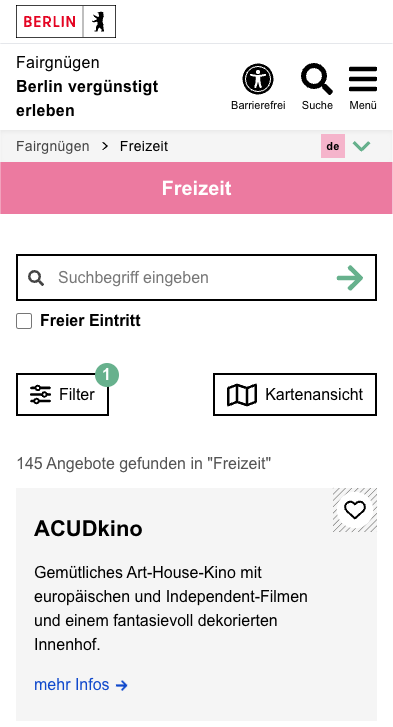 BERLIN
Fairgnügen
Berlin vergünstigt
erleben
Barrierefrei
Suche
Menü
Fairgnügen > Freizeit
de
Freizeit
Suchbegriff eingeben
Freier Eintritt
Filter
1
Kartenansicht
145 Angebote gefunden in "Freizeit"
ACUDkino
Gemütliches Art-House-Kino mit
europäischen und Independent-Filmen
und einem fantasievoll dekorierten
Innenhof.
mehr Infos →